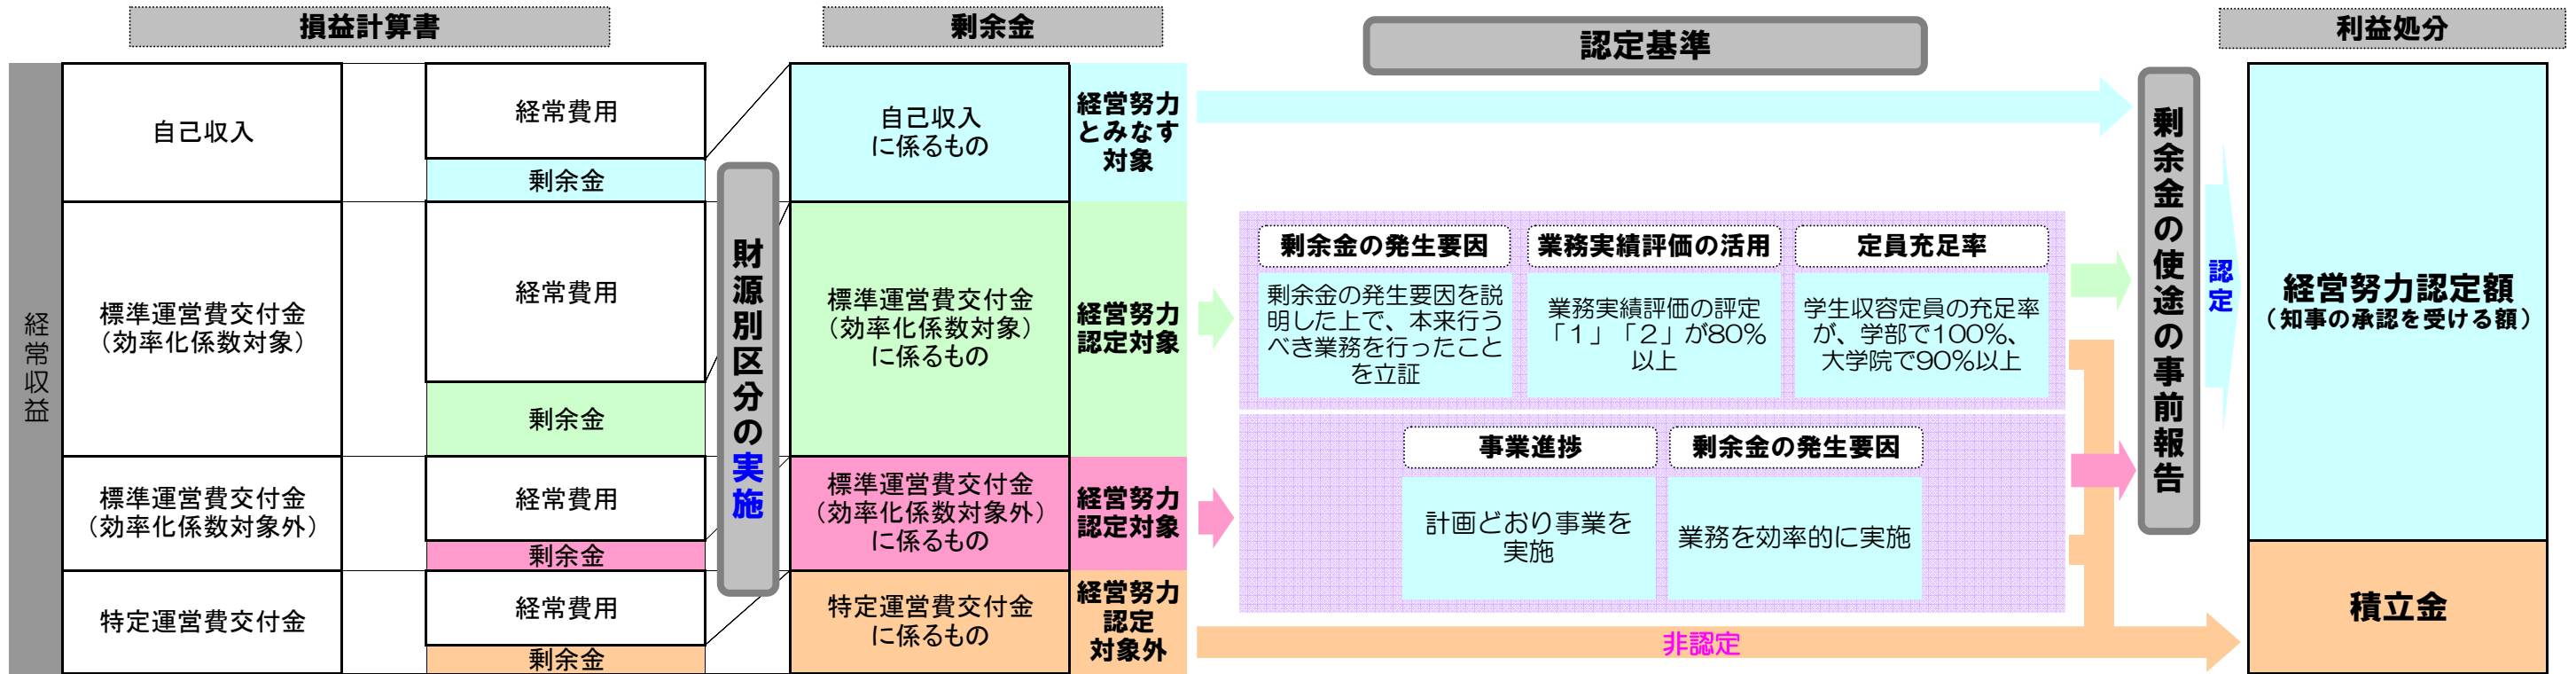 損益計算書
剰余金
認定基準
利益処分
経常収益
自己収入
標準運営費交付金
（効率化係数対象）
標準運営費交付金
（効率化係数対象外）
特定運営費交付金
経常費用
剰余金
経常費用
剰余金
経常費用
剰余金
経常費用
剰余金
財源別区分の実施
自己収入
に係るもの
標準運営費交付金
（効率化係数対象）
に係るもの
標準運営費交付金
（効率化係数対象外）
に係るもの
特定運営費交付金
に係るもの
経営努力
とみなす
対象
経営努力
認定対象
経営努力
認定対象
経営努力
認定
対象外
剰余金の発生要因
剰余金の発生要因を説
明した上で、本来行う
べき業務を行ったこと
を立証
業務実績評価の活用
業務実績評価の評定
「１」「２」が80％
以上
定員充足率
学生収容定員の充足率
が、学部で100％、
大学院で90％以上
事業進捗
計画どおり事業を
実施
剰余金の発生要因
業務を効率的に実施
非認定
剰余金の使途の事前報告
認定
経営努力認定額
（知事の承認を受ける額）
積立金